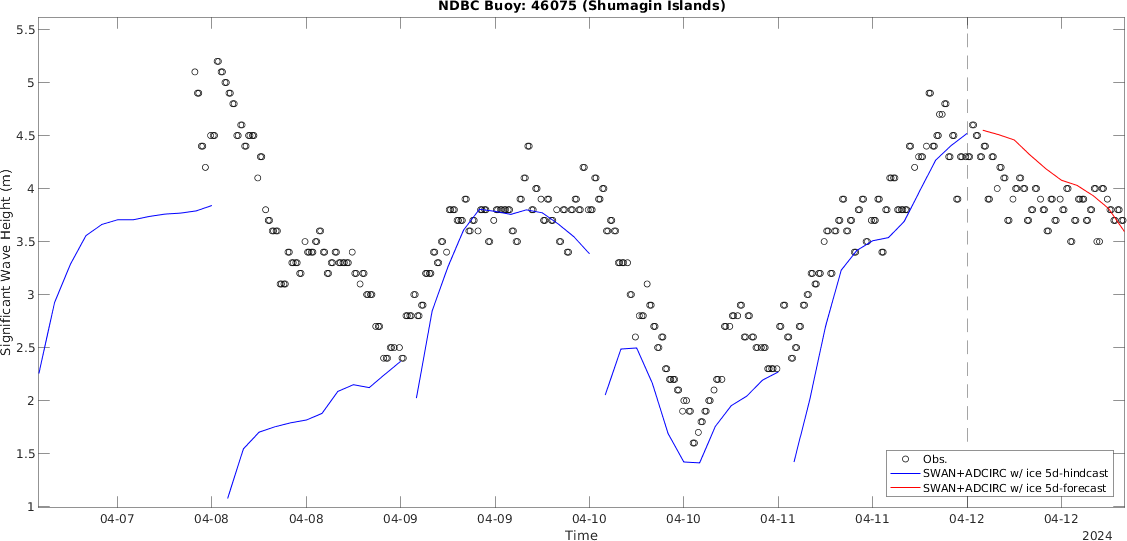 NDBC Buoy: 46075 (Shumagin Islands)
5.5
5
4.5
4
3.5
3
2.5
2
1.5
1
Significant Wave Height (m)
Obs.
SWAN+ADCIRC w/ ice 5d-hindcast
SWAN+ADCIRC w/ ice 5d-forecast
04-07 04-08 04-08 04-09 04-09 04-10 04-10 04-11 04-11 04-12 04-12
Time
2024